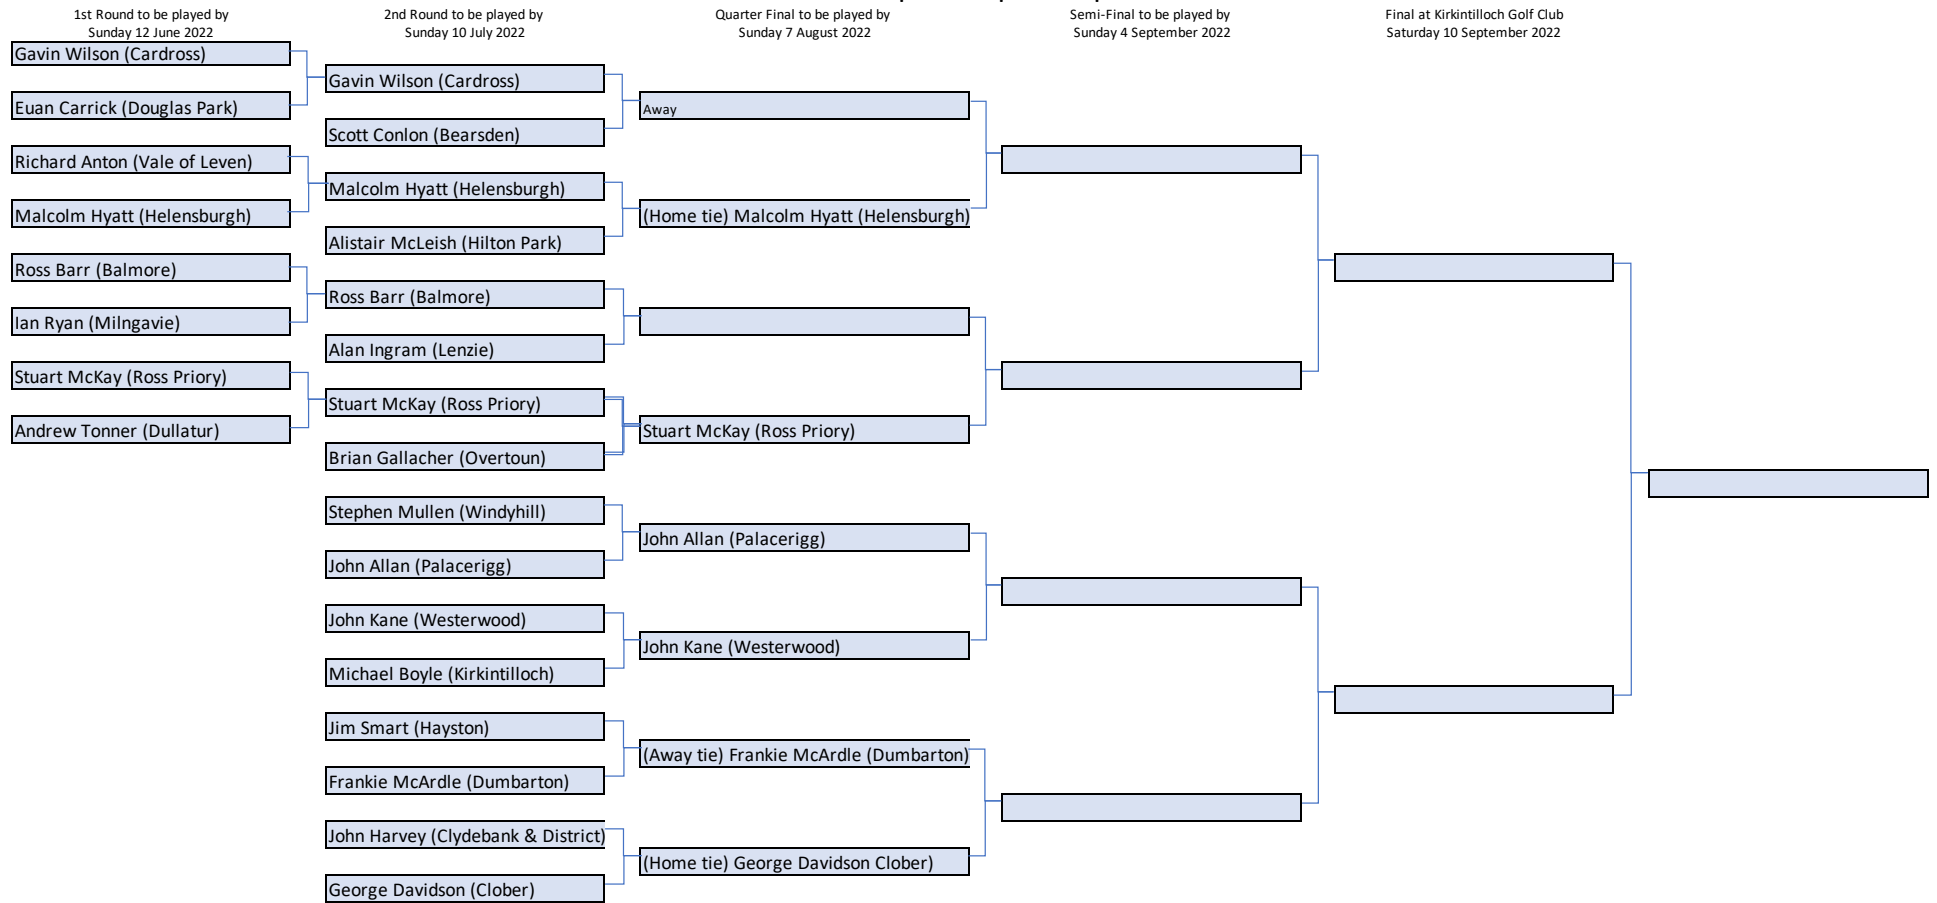 1st Round to be played by
Sunday 12 June 2022
2nd Round to be played by
Sunday 10 July 2022
Quarter Final to be played by
Sunday 7 August 2022
Semi-Final to be played by
Sunday 4 September 2022
Final at Kirkintilloch Golf Club
Saturday 10 September 2022
Gavin Wilson (Cardross)
Euan Carrick (Douglas Park)
Richard Anton (Vale of Leven)
Malcolm Hyatt (Helensburgh)
Ross Barr (Balmore)
Ian Ryan (Milngavie)
Stuart McKay (Ross Priory)
Andrew Tonner (Dullatur)
Gavin Wilson (Cardross)
Scott Conlon (Bearsden)
Malcolm Hyatt (Helensburgh)
Alistair McLeish (Hilton Park)
Ross Barr (Balmore)
Alan Ingram (Lenzie)
Stuart McKay (Ross Priory)
Brian Gallacher (Overtoun)
Stephen Mullen (Windyhill)
John Allan (Palacerigg)
John Kane (Westerwood)
Michael Boyle (Kirkintilloch)
Jim Smart (Hayston)
Frankie McArdle (Dumbarton)
John Harvey (Clydebank & District)
George Davidson (Clober)
Away
(Home tie) Malcolm Hyatt (Helensburgh)
Stuart McKay (Ross Priory)
John Allan (Palacerigg)
John Kane (Westerwood)
(Away tie) Frankie McArdle (Dumbarton)
(Home tie) George Davidson Clober)